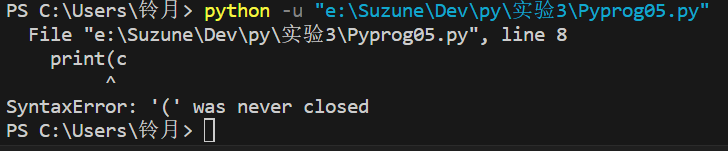 PS C:\Users\铃月> python -u "e:\Suzune\Dev\py\实验3\Pyprog05.py"
  File "e:\Suzune\Dev\py\实验3\Pyprog05.py", line 8
    print(c
         ^
SyntaxError: '(' was never closed
PS C:\Users\铃月>